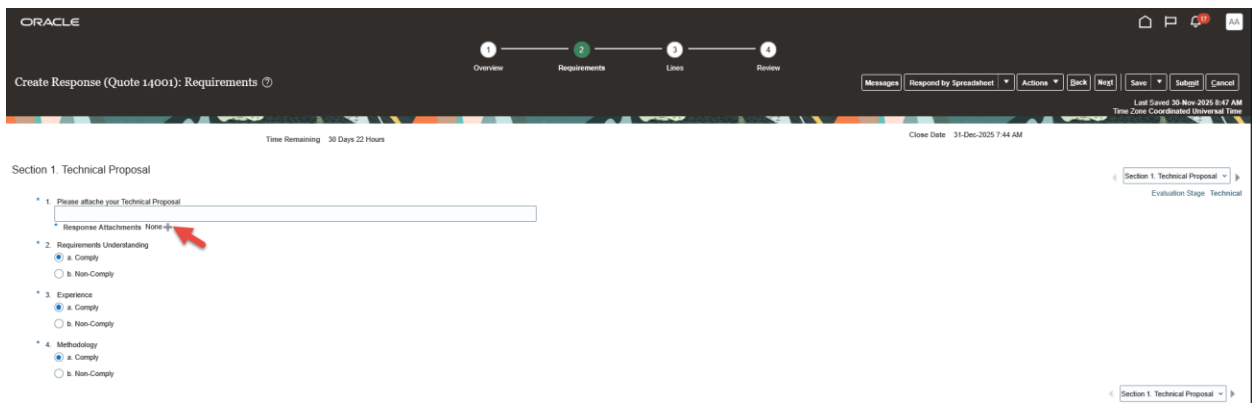 ORACLE
17
AA
1 2 3 4
Overview Requirements Lines Review
Create Response (Quote 14001): Requirements ?
Messages Respond by Spreadsheet Actions Back Next Save Submit Cancel
Last Saved 30-Nov-2025 8:47 AM
Time Zone Coordinated Universal Time
Time Remaining 30 Days 22 Hours
Close Date 31-Dec-2025 7:44 AM
Section 1. Technical Proposal
Section 1. Technical Proposal
Evaluation Stage Technical
* 1. Please attache your Technical Proposal
* Response Attachments None
* 2. Requirements Understanding
a. Comply
b. Non-Comply
* 3. Experience
a. Comply
b. Non-Comply
* 4. Methodology
a. Comply
b. Non-Comply
Section 1. Technical Proposal